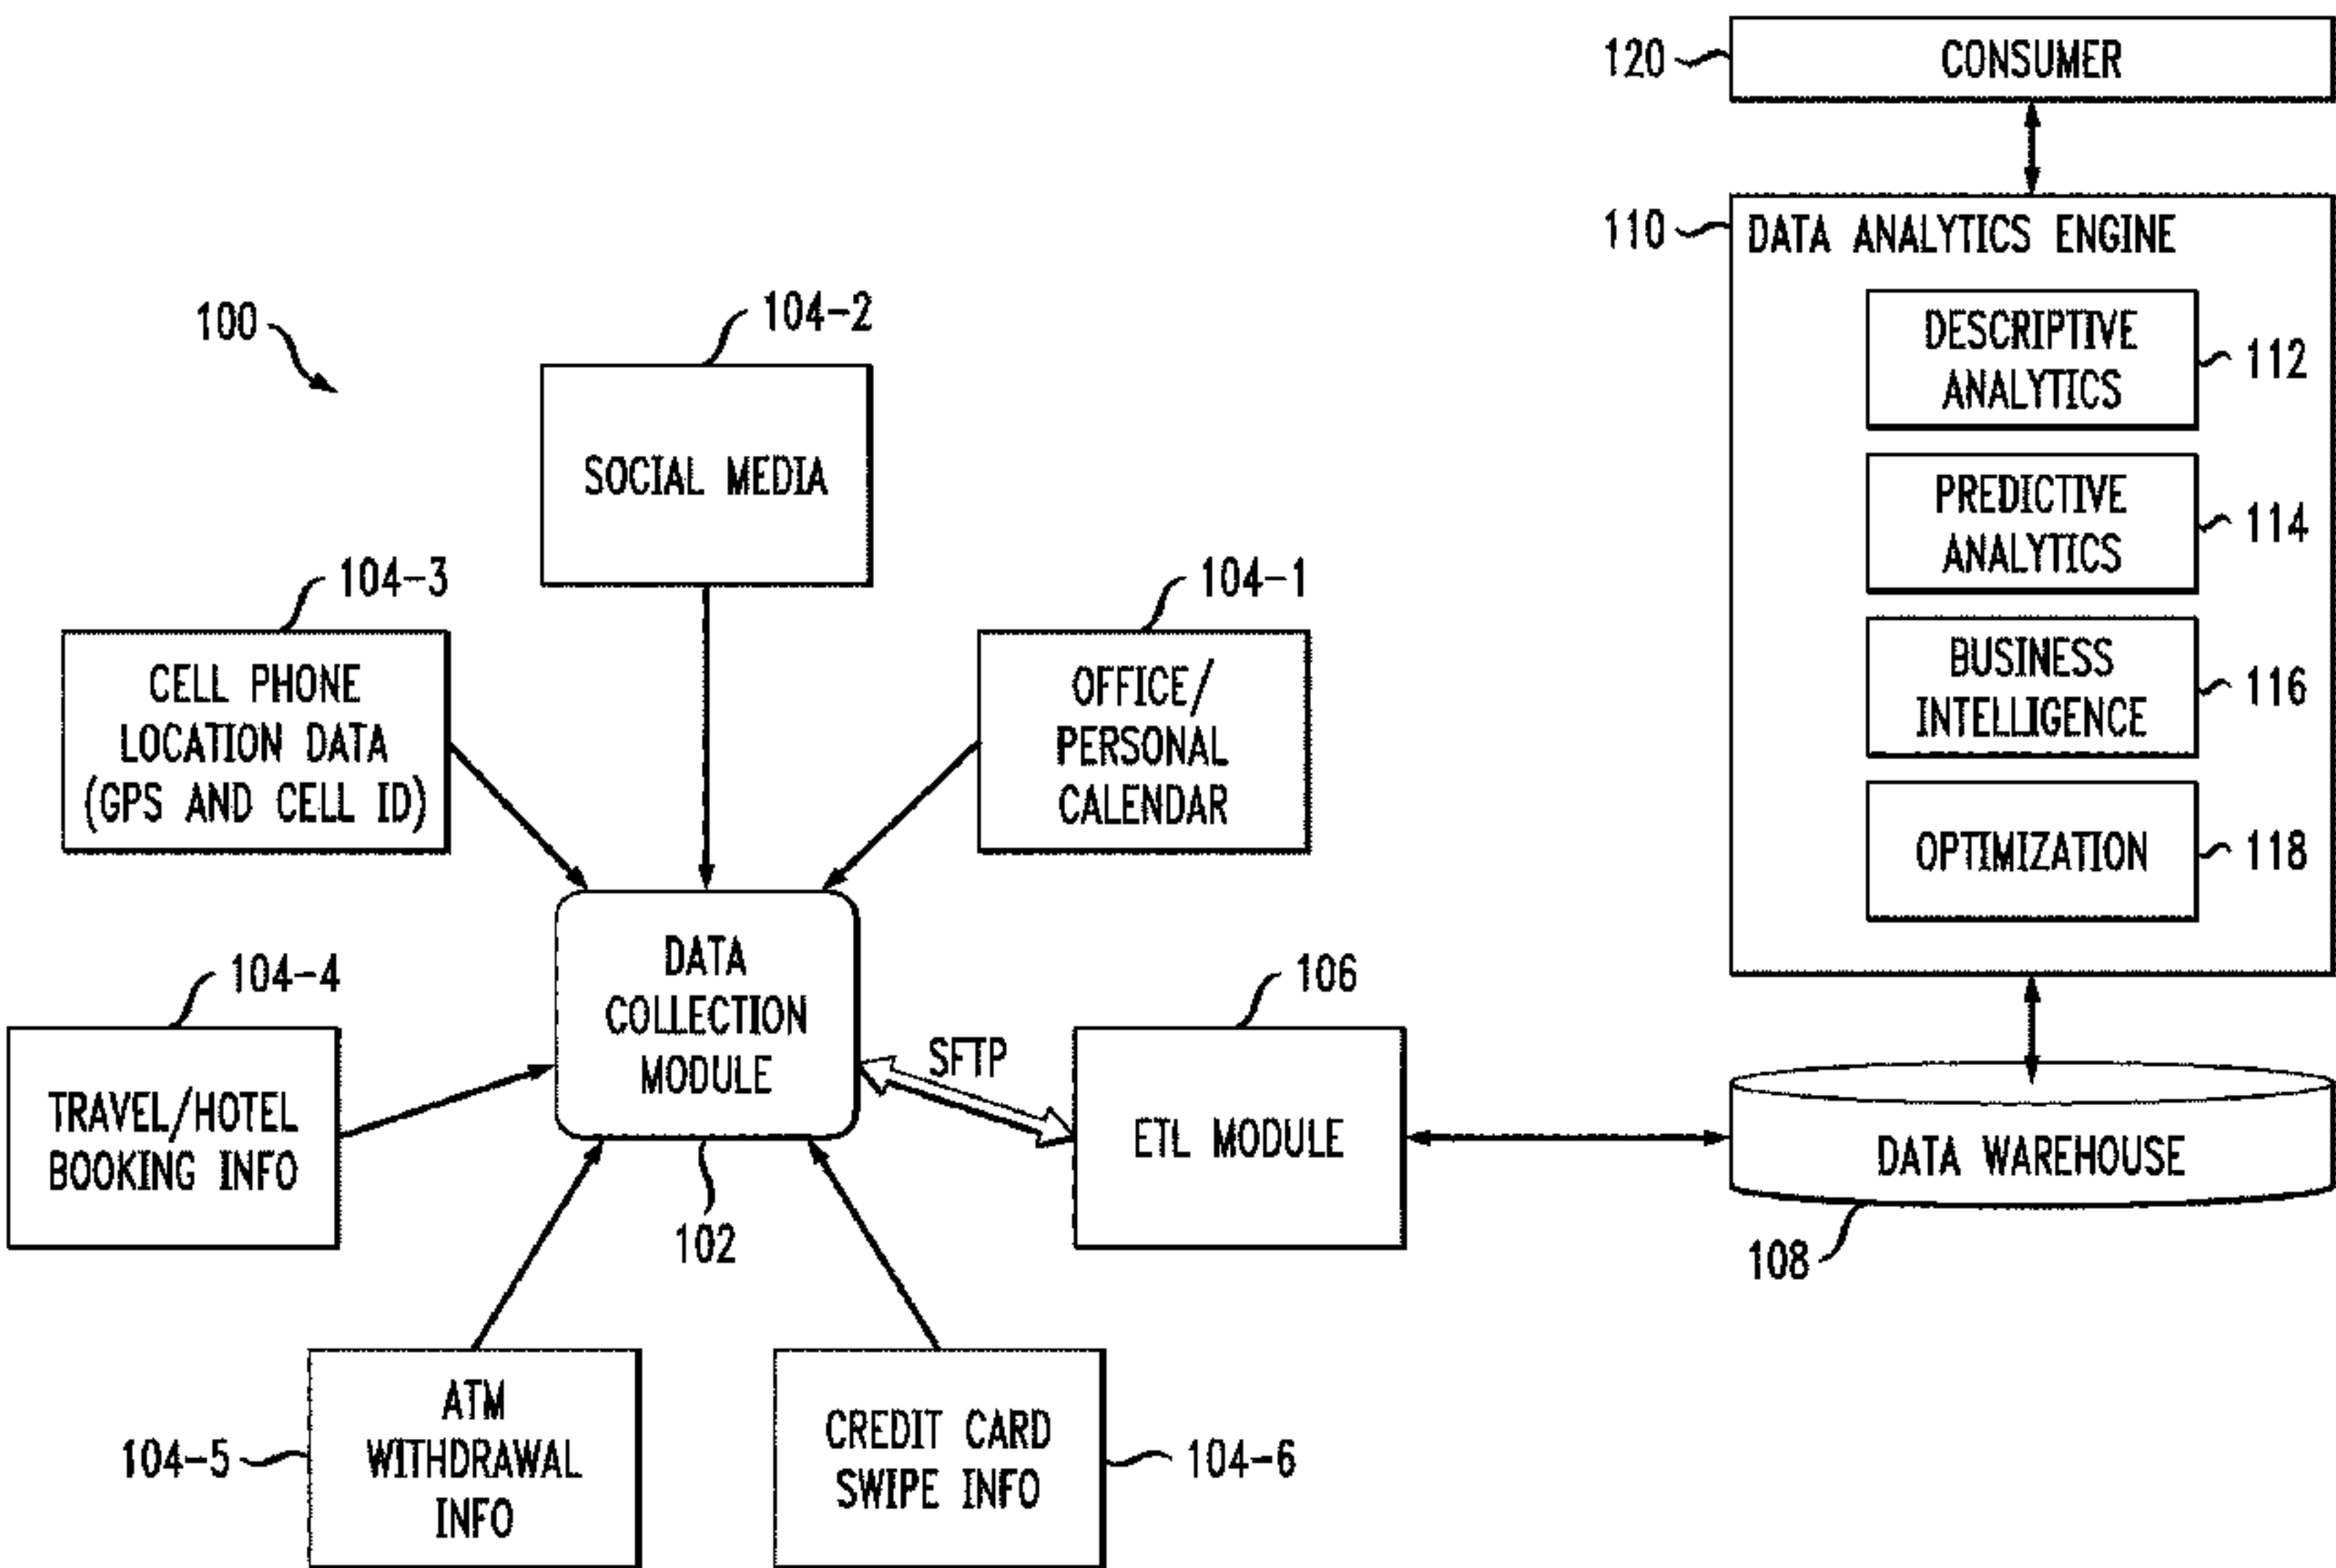 120
CONSUMER
110
DATA ANALYTICS ENGINE
DESCRIPTIVE
ANALYTICS
112
PREDICTIVE
ANALYTICS
114
BUSINESS
INTELLIGENCE
116
OPTIMIZATION
118
100
104-2
SOCIAL MEDIA
104-3
CELL PHONE
LOCATION DATA
(GPS AND CELL ID)
104-1
OFFICE/
PERSONAL
CALENDAR
DATA
COLLECTION
MODULE
102
104-4
TRAVEL/HOTEL
BOOKING INFO
SFTP
106
ETL MODULE
DATA WAREHOUSE
108
104-5
ATM
WITHDRAWAL
INFO
CREDIT CARD
SWIPE INFO
104-6